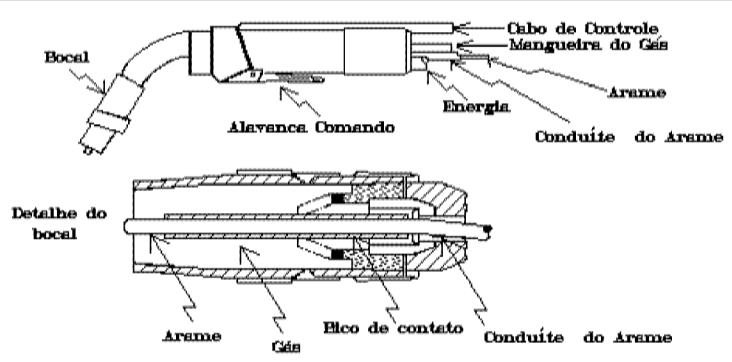 Cabo de Controle
Mangueira do Gás
Bocal
Arame
Energia
Alavanca Comando
Conduíte do Arame
Detalhe do
bocal
Arame
Gás
Bico de contato
Conduíte do Arame